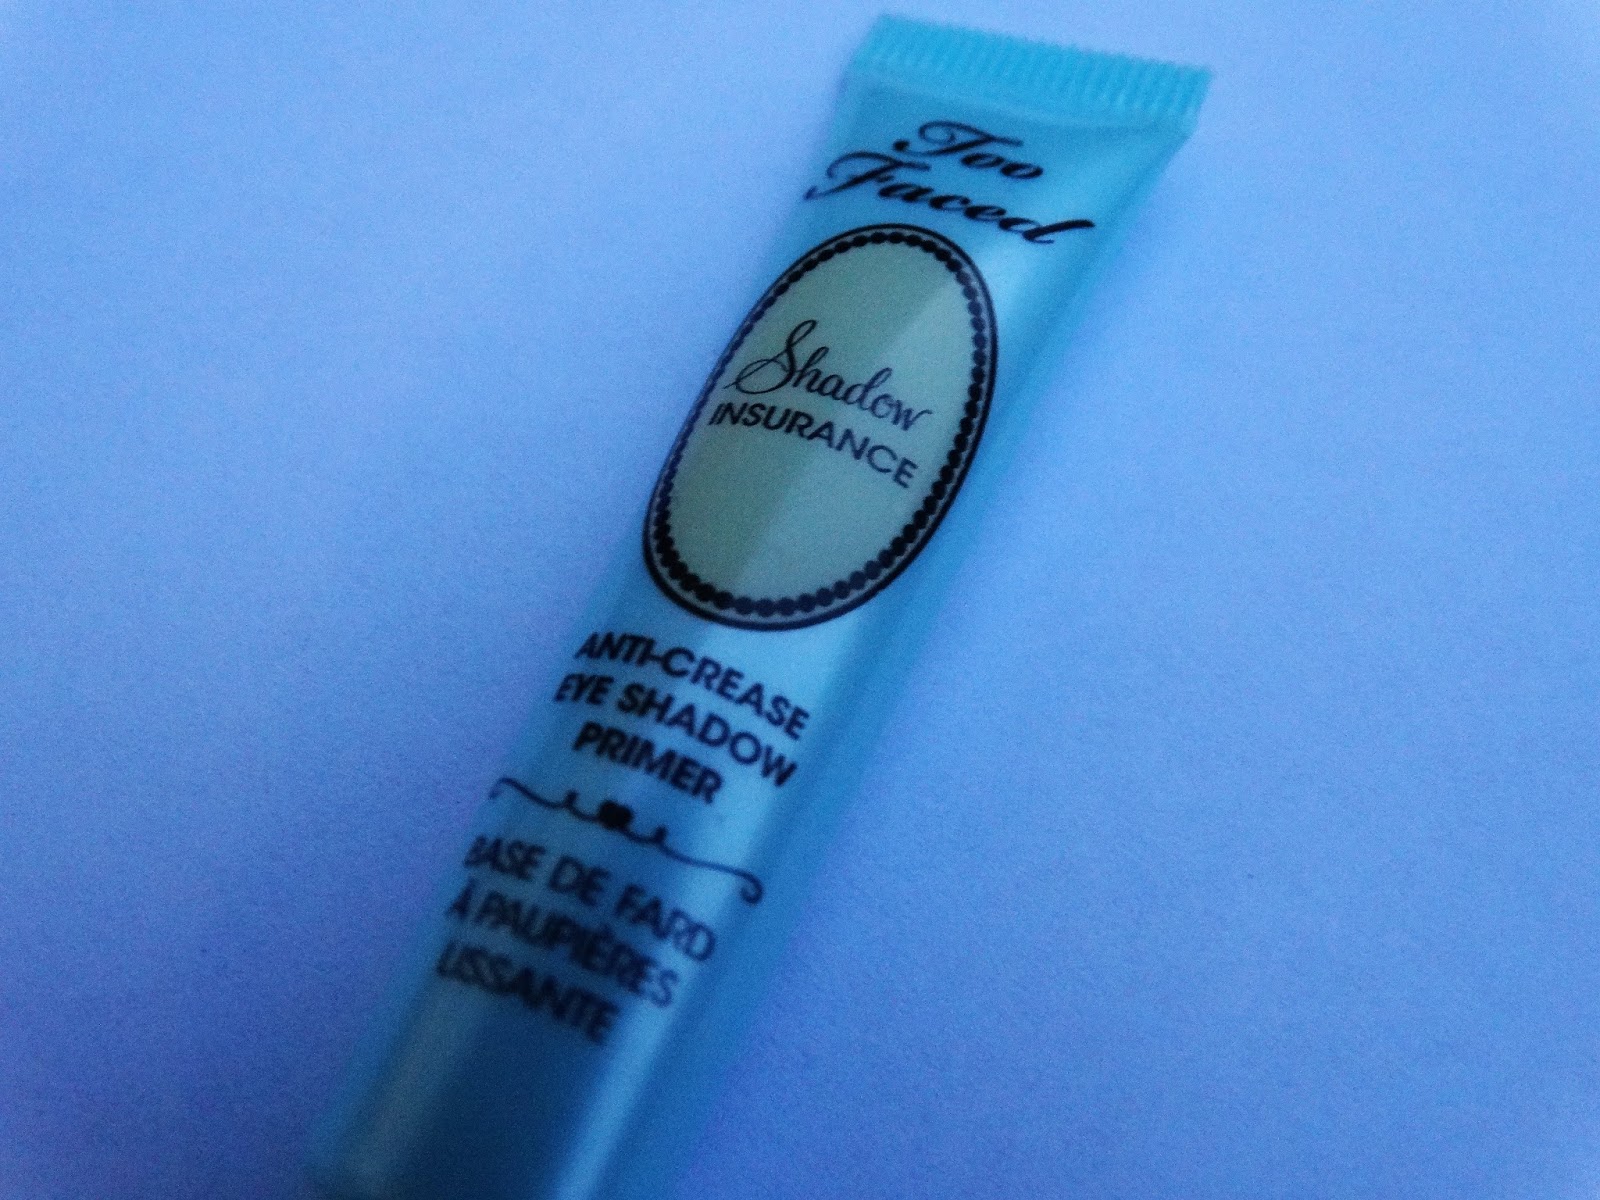 Too
Faced
Shadow
INSURANCE
ANTI-CREASE
EYE SHADOW
PRIMER
BASE DE FARD
À PAUPIÈRES
LISSANTE